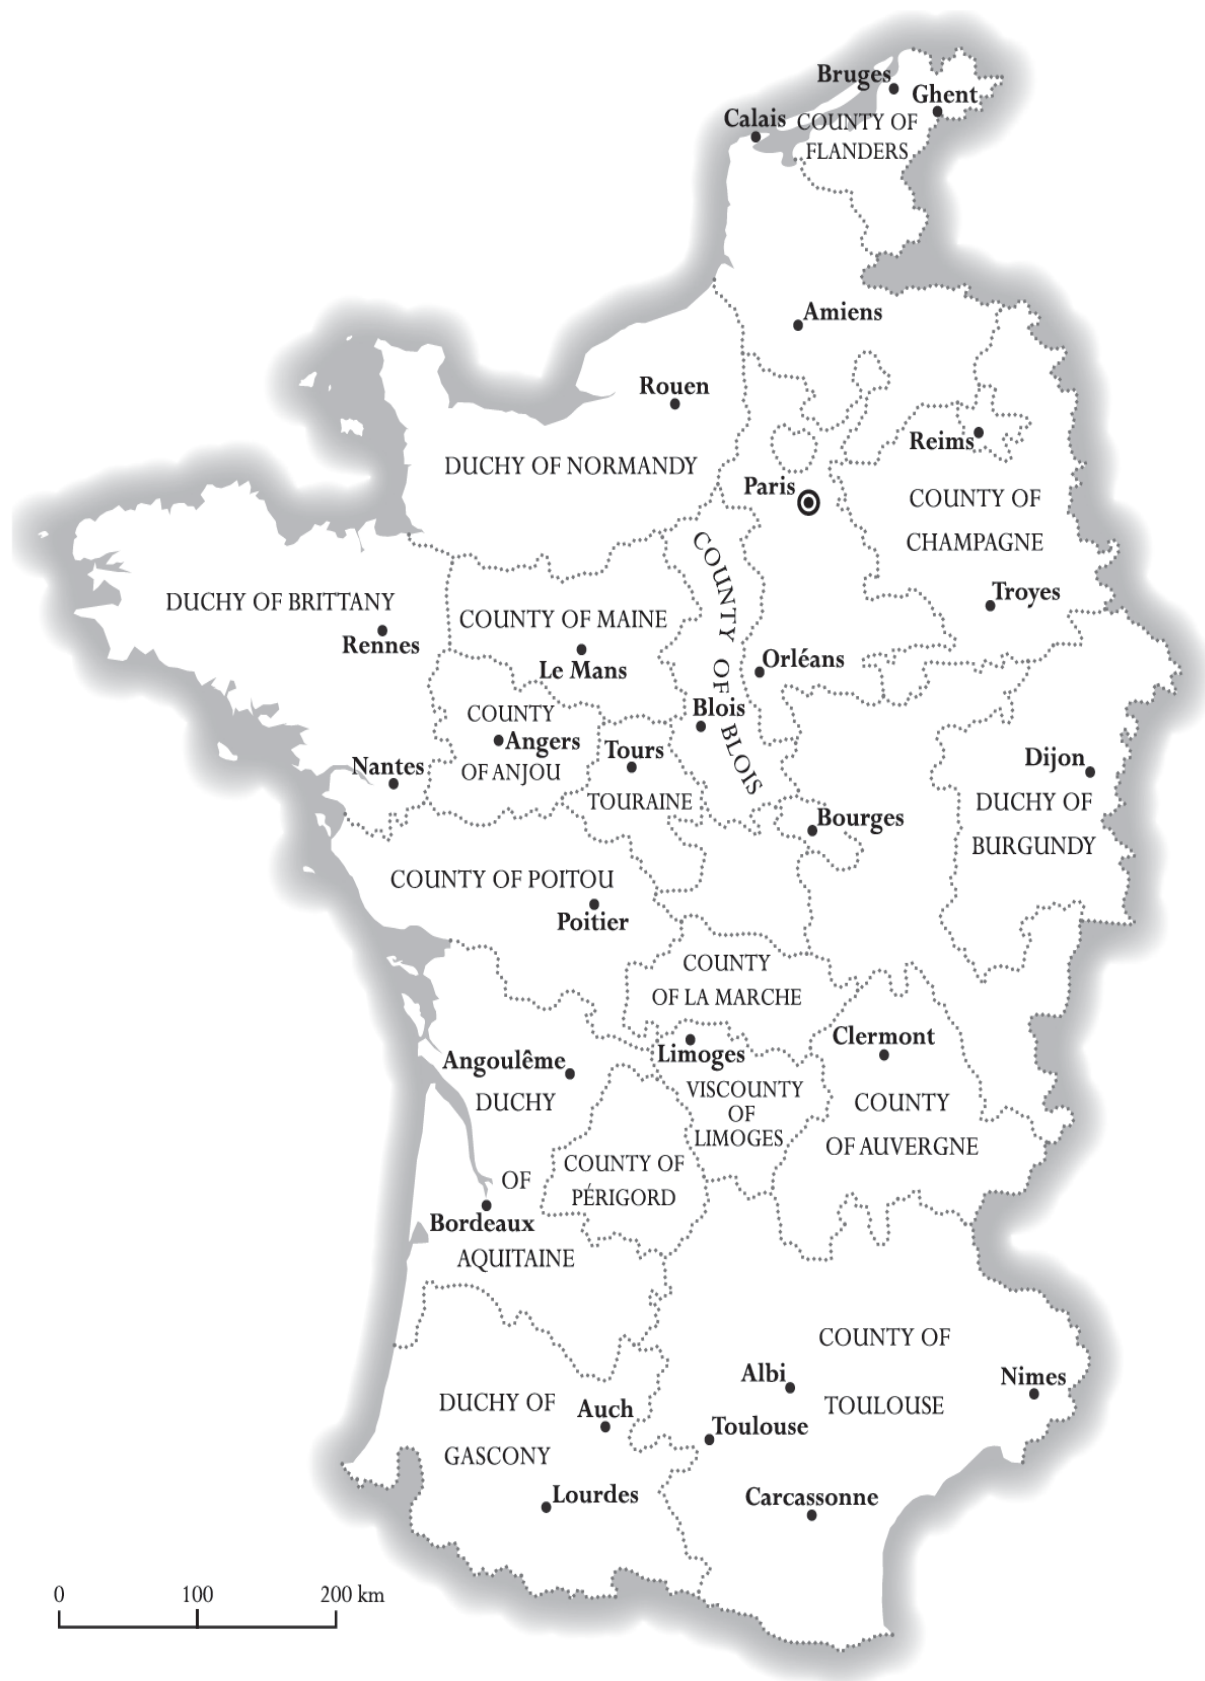 Bruges
Ghent
Calais
COUNTY OF
FLANDERS
Amiens
Rouen
Reims
DUCHY OF NORMANDY
Paris
COUNTY OF
CHAMPAGNE
COUNTY OF BLOIS
Troyes
DUCHY OF BRITTANY
Rennes
COUNTY OF MAINE
Le Mans
Orléans
Blois
COUNTY
Angers
OF ANJOU
Tours
TOURAINE
Nantes
Dijon
DUCHY OF
BURGUNDY
Bourges
COUNTY OF POITOU
Poitier
COUNTY
OF LA MARCHE
Clermont
Limoges
Angoulême
DUCHY
OF
AQUITAINE
VISCOUNTY
OF
LIMOGES
COUNTY
OF AUVERGNE
COUNTY OF
PÉRIGORD
Bordeaux
COUNTY OF
TOULOUSE
Albi
Nimes
DUCHY OF
GASCONY
Auch
Toulouse
Lourdes
Carcassonne
0 100 200 km